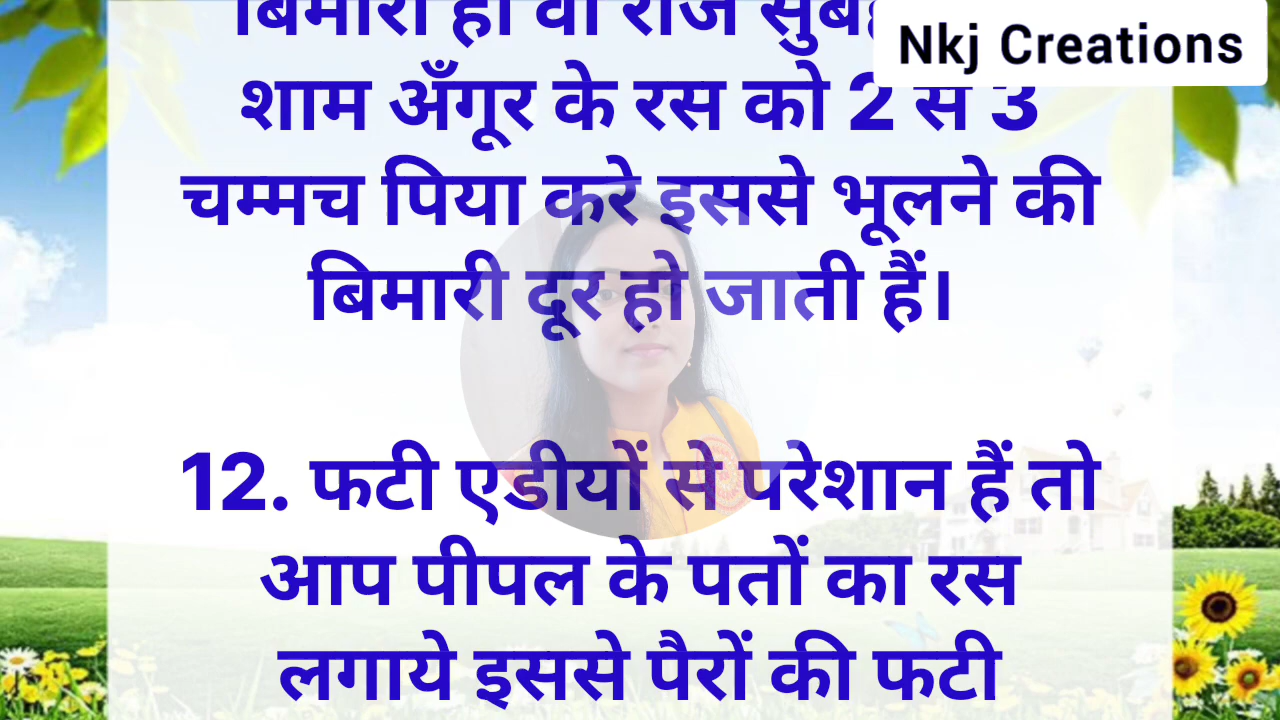 बिमारी हो वो रोज सुबह
Nkj Creations
शाम अँगूर के रस को 2 से 3
चम्मच पिया करे इससे भूलने की
बिमारी दूर हो जाती हैं।
12. फटी एडीयों से परेशान हैं तो
आप पीपल के पतों का रस
लगाये इससे पैरों की फटी